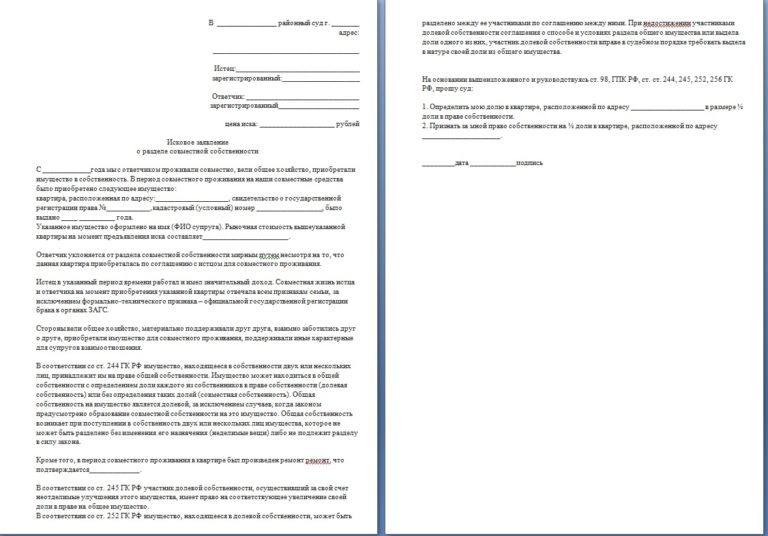 В __________________ районный суд г. ________
адрес:
____________________________________________
Истец:_____________________________________
зарегистрированный:_______________________
Ответчик: __________________________________
зарегистрированный________________________
цена иска: ______________________ рублей
Исковое заявление
о разделе совместной собственности
С ______________года мы с ответчиком проживали совместно, вели общее хозяйство, приобретали
имущество в собственность. В период совместного проживания на наши совместные средства
было приобретено следующее имущество:
квартира, расположенная по адресу:______________________, свидетельство о государственной
регистрации права №_____________, кадастровый (условный) номер ____________________, было
выдано _____ ___________ года.
Указанное имущество оформлено на имя (ФИО супруга). Рыночная стоимость вышеуказанной
квартиры на момент предъявления иска составляет_________________________.
Ответчик уклоняется от раздела совместной собственности мирным путем несмотря на то, что
данная квартира приобреталась по соглашению с истцом для совместного проживания.
Истец в указанный период времени работал и имел значительный доход. Совместная жизнь истца
и ответчика на момент приобретения указанной квартиры отвечала всем признакам семьи, за
исключением формально-технического признака – официальной государственной регистрации
брака в органах ЗАГС.
Стороны вели общее хозяйство, материально поддерживали друг друга, взаимно заботились друг
о друге, приобретали имущество для совместного проживания, поддерживали иные характерные
для супругов взаимоотношения.
В соответствии со ст. 244 ГК РФ имущество, находящееся в собственности двух или нескольких
лиц, принадлежит им на праве общей собственности. Имущество может находиться в общей
собственности с определением доли каждого из собственников в праве собственности (долевая
собственность) или без определения таких долей (совместная собственность). Общая
собственность на имущество является долевой, за исключением случаев, когда законом
предусмотрено образование совместной собственности на это имущество. Общая собственность
возникает при поступлении в собственность двух или нескольких лиц имущества, которое не
может быть разделено без изменения его назначения (неделимые вещи) либо не подлежит разделу
в силу закона.
Кроме того, в период совместного проживания в квартире был произведен ремонт ремонт, что
подтверждается_______________.
В соответствии со ст. 245 ГК РФ участник долевой собственности, осуществивший за свой счет
неотделимые улучшения этого имущества, имеет право на соответствующее увеличение своей
доли в праве на общее имущество.
В соответствии со ст. 252 ГК РФ имущество, находящееся в долевой собственности, может быть
разделено между ее участниками по соглашению между ними. При недостижении участниками
долевой собственности соглашения о способе и условиях раздела общего имущества или выдела
доли одного из них, участник долевой собственности вправе в судебном порядке требовать выдела
в натуре своей доли из общего имущества.
На основании вышеизложенного и руководствуясь ст. 98, ГПК РФ, ст. ст. 244, 245, 252, 256 ГК
РФ, прошу суд:
1. Определить мою долю в квартире, расположенной по адресу ______________________ в размере ½
доли в праве собственности.
2. Признать за мной право собственности на ½ доли в квартире, расположенной по адресу
_______________________.
__________дата ______________подпись